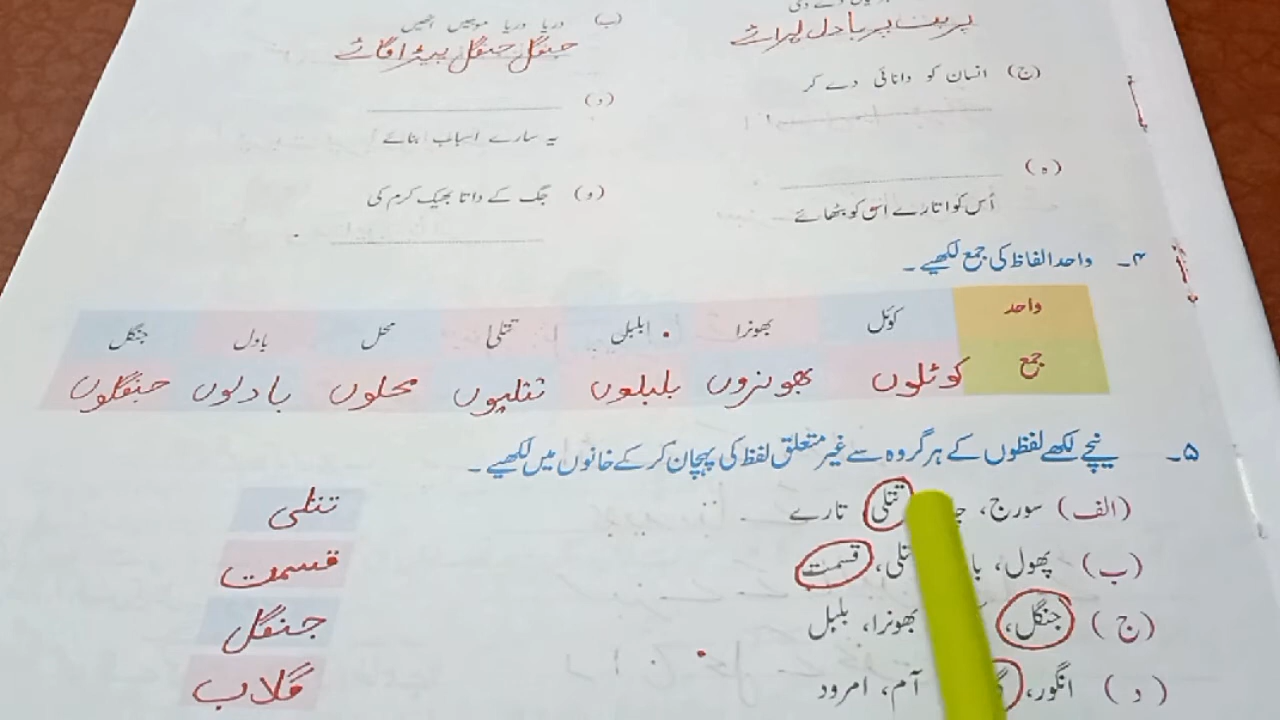 پربت پر بادل لہرائے
(ب) دریا دریا موجیں اٹھیں
جنگل جنگل پیڑ اگائے
(ج) انسان کو دانائی دے کر
(د)
یہ سارے اسباب بنائے
(ہ)
اُس کو اتارے اس کو بٹھائے
(و) جگ کے داتا بھیک کرم کی
۴۔ واحد الفاظ کی جمع لکھیے۔
واحد کوئل بھونرا بلبل تتلی محل بادل جنگل
جمع کوئلوں بھونروں بلبلوں تتلیوں محلوں بادلوں جنگلوں
۵۔ نیچے لکھے لفظوں کے ہر گروہ سے غیر متعلق لفظ کی پہچان کر کے خانوں میں لکھیے۔
(الف) سورج، تتلی تارے تتلی
(ب) پھول، قسمت قسمت
(ج) جنگل، بھونرا، بلبل جنگل
(د) انگور، آم، امرود گلاب